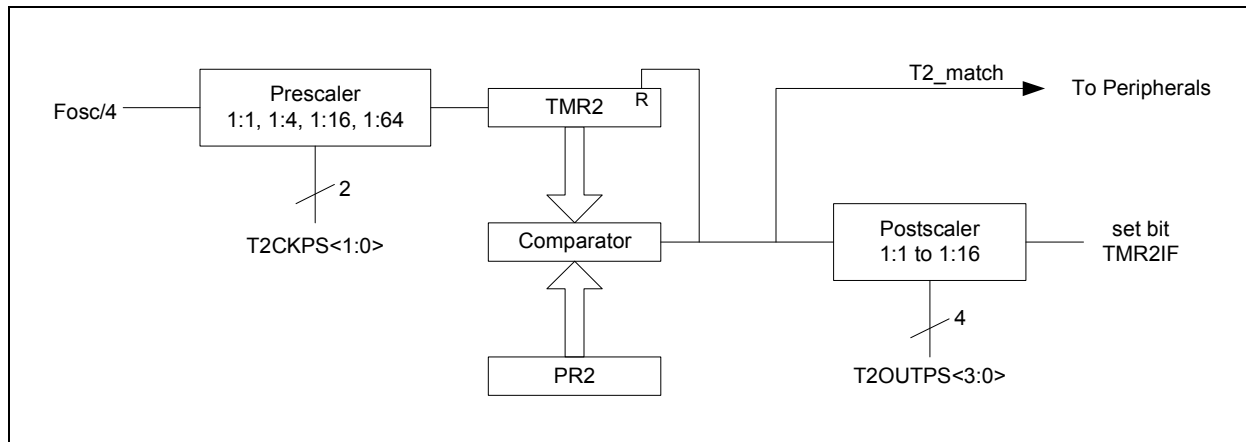 Fosc/4
Prescaler
1:1, 1:4, 1:16, 1:64
2
T2CKPS<1:0>
TMR2
R
Comparator
PR2
T2_match
To Peripherals
Postscaler
1:1 to 1:16
4
T2OUTPS<3:0>
set bit
TMR2IF